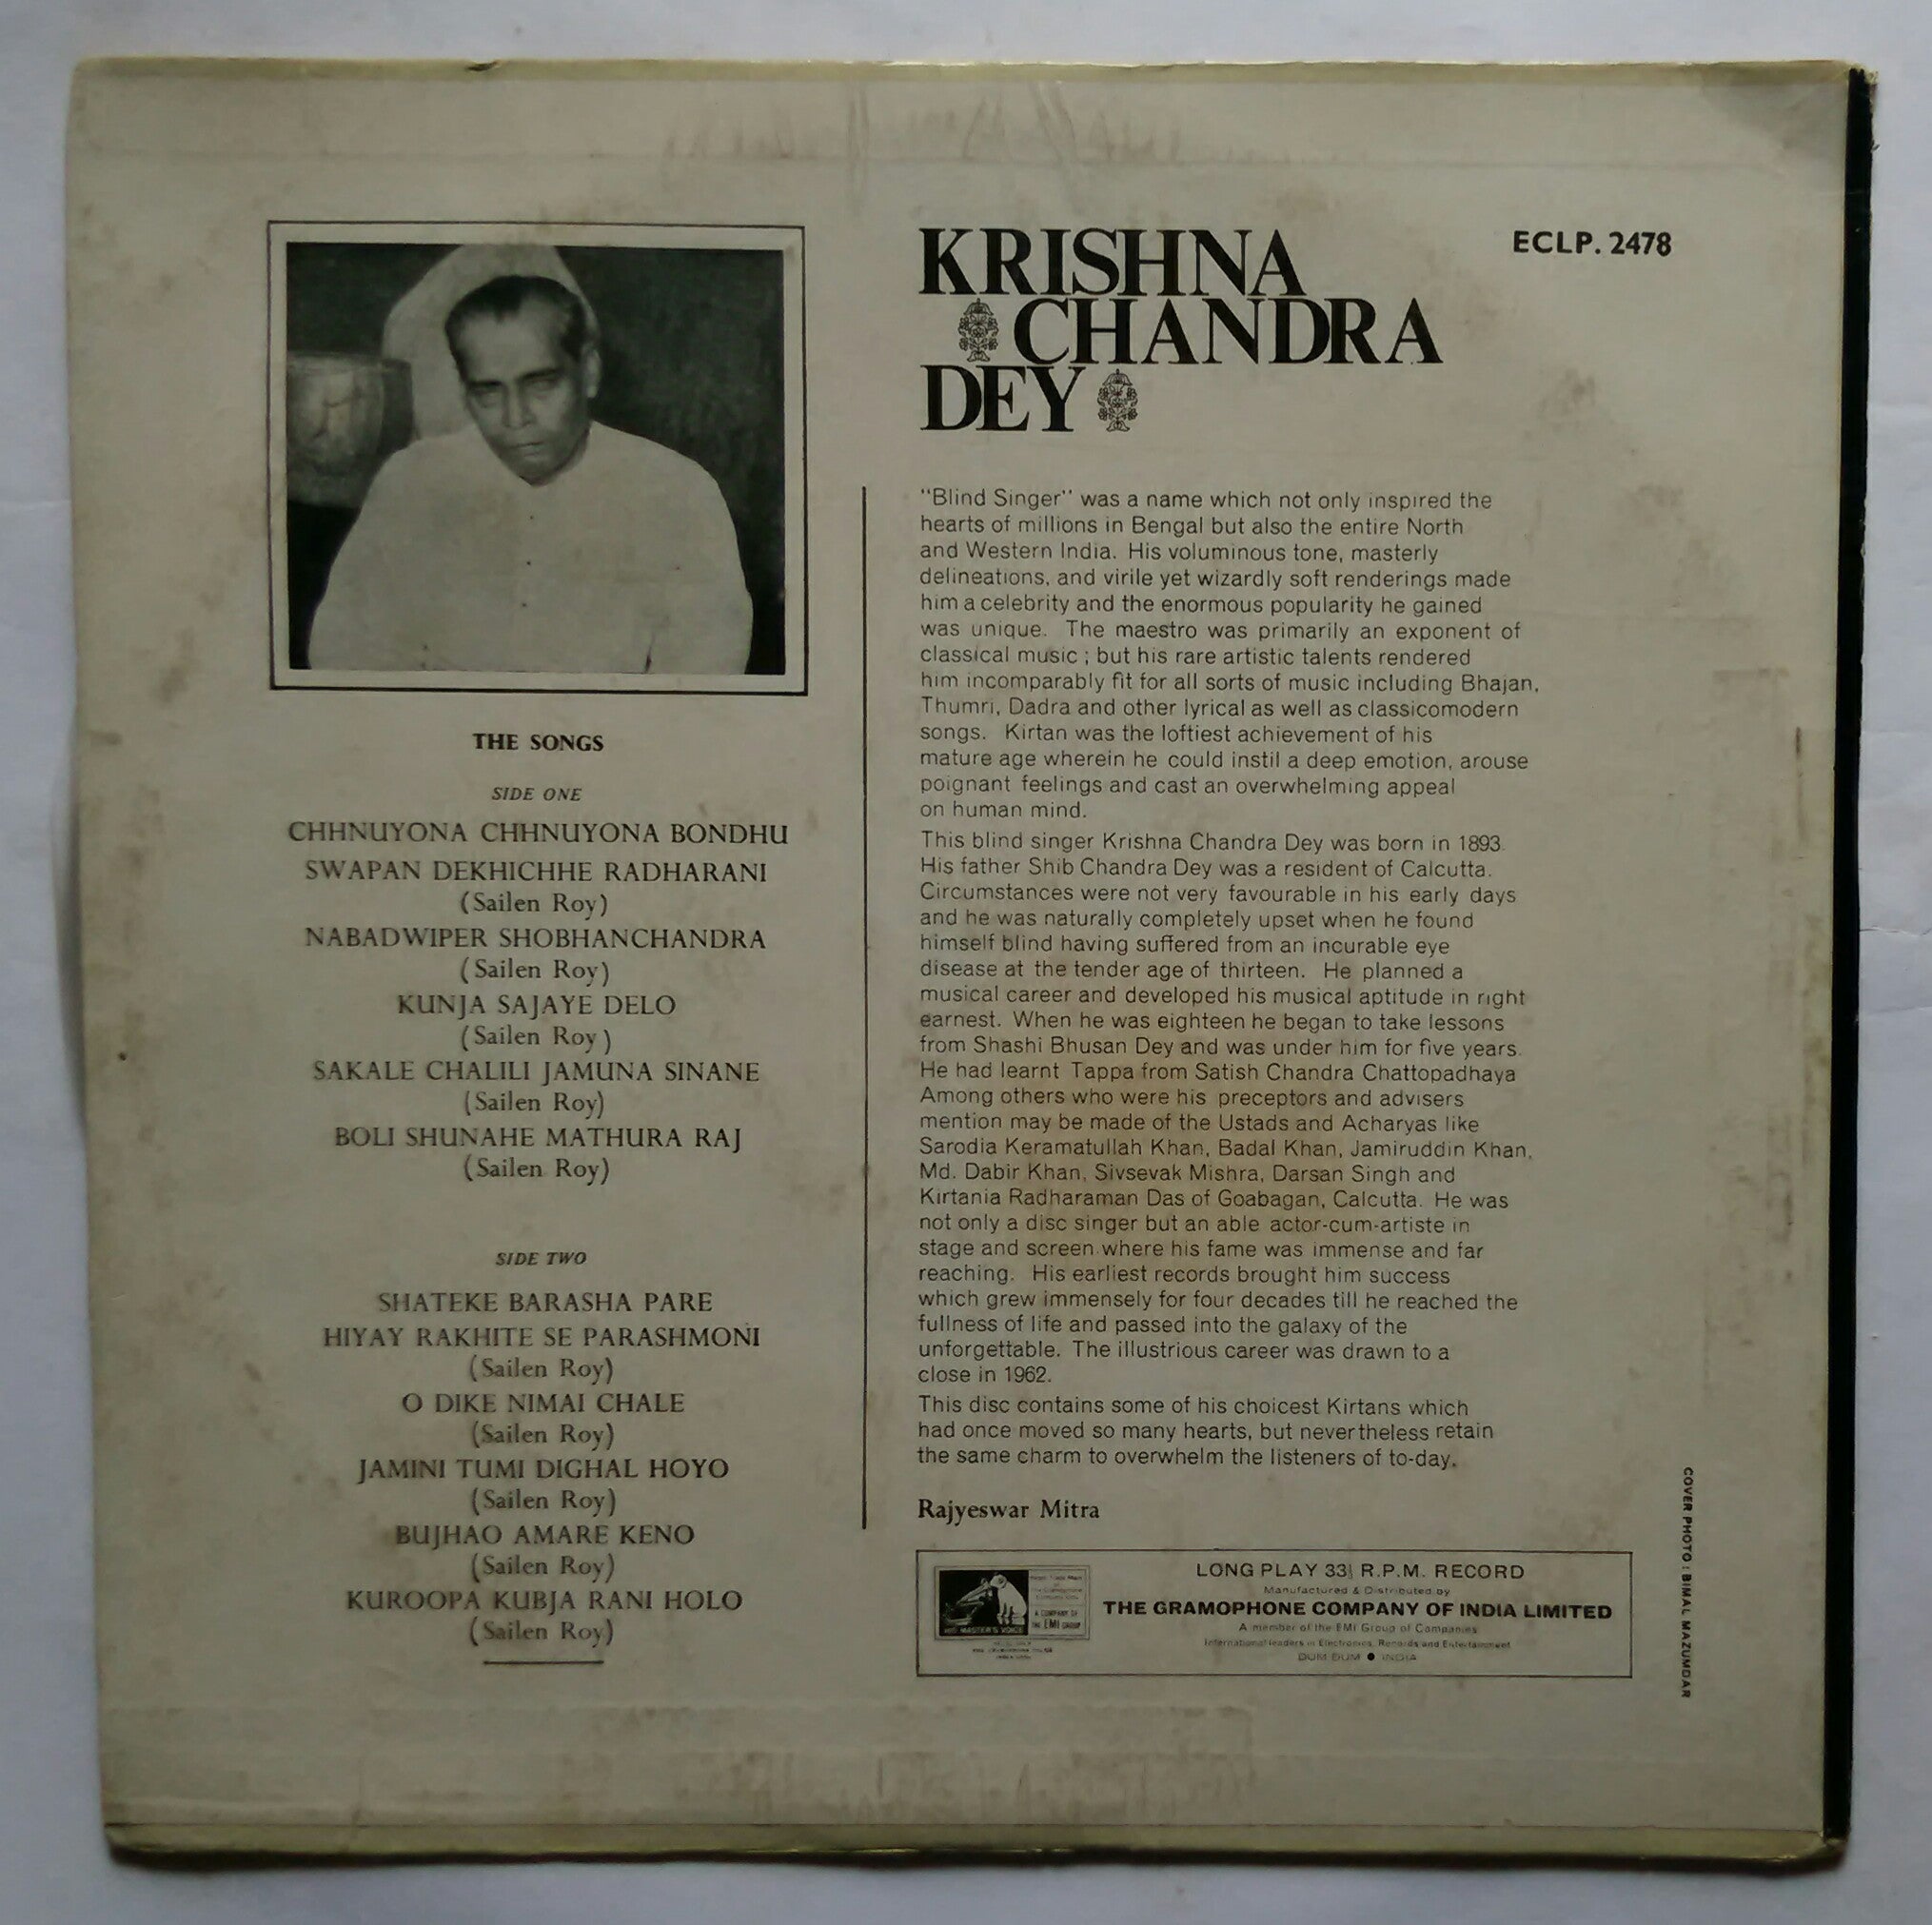 KRISHNA
CHANDRA
DEY
ECLP. 2478
THE SONGS
SIDE ONE
CHHNUYONA CHHNUYONA BONDHU
SWAPAN DEKHICHHE RADHARANI
(Sailen Roy)
NABADWIPER SHOBHANCHANDRA
(Sailen Roy)
KUNJA SAJAYE DELO
(Sailen Roy)
SAKALE CHALILI JAMUNA SINANE
(Sailen Roy)
BOLI SHUNAHE MATHURA RAJ
(Sailen Roy)
SIDE TWO
SHATEKE BARASHA PARE
HIYAY RAKHITE SE PARASHMONI
(Sailen Roy)
O DIKE NIMAI CHALE
(Sailen Roy)
JAMINI TUMI DIGHAL HOYO
(Sailen Roy)
BUJHAO AMARE KENO
(Sailen Roy)
KUROOPA KUBJA RANI HOLO
(Sailen Roy)
"Blind Singer" was a name which not only inspired the
hearts of millions in Bengal but also the entire North
and Western India. His voluminous tone, masterly
delineations, and virile yet wizardly soft renderings made
him a celebrity and the enormous popularity he gained
was unique. The maestro was primarily an exponent of
classical music ; but his rare artistic talents rendered
him incomparably fit for all sorts of music including Bhajan,
Thumri, Dadra and other lyrical as well as classicomodern
songs. Kirtan was the loftiest achievement of his
mature age wherein he could instil a deep emotion, arouse
poignant feelings and cast an overwhelming appeal
on human mind.
This blind singer Krishna Chandra Dey was born in 1893.
His father Shib Chandra Dey was a resident of Calcutta.
Circumstances were not very favourable in his early days
and he was naturally completely upset when he found
himself blind having suffered from an incurable eye
disease at the tender age of thirteen. He planned a
musical career and developed his musical aptitude in right
earnest. When he was eighteen he began to take lessons
from Shashi Bhusan Dey and was under him for five years.
He had learnt Tappa from Satish Chandra Chattopadhaya
Among others who were his preceptors and advisers
mention may be made of the Ustads and Acharyas like
Sarodia Keramatullah Khan, Badal Khan, Jamiruddin Khan,
Md. Dabir Khan, Sivsevak Mishra, Darsan Singh and
Kirtania Radharaman Das of Goabagan, Calcutta. He was
not only a disc singer but an able actor-cum-artiste in
stage and screen where his fame was immense and far
reaching. His earliest records brought him success
which grew immensely for four decades till he reached the
fullness of life and passed into the galaxy of the
unforgettable. The illustrious career was drawn to a
close in 1962.
This disc contains some of his choicest Kirtans which
had once moved so many hearts, but nevertheless retain
the same charm to overwhelm the listeners of to-day.
Rajyeswar Mitra
HIS MASTER'S VOICE
A COMPANY OF
THE EMI GROUP
LONG PLAY 33⅓ R.P.M. RECORD
Manufactured & Distributed by
THE GRAMOPHONE COMPANY OF INDIA LIMITED
A member of the EMI Group of Companies
International leaders in Electronics, Records and Entertainment
DUM DUM ● INDIA
COVER PHOTO : BIMAL MAZUMDAR